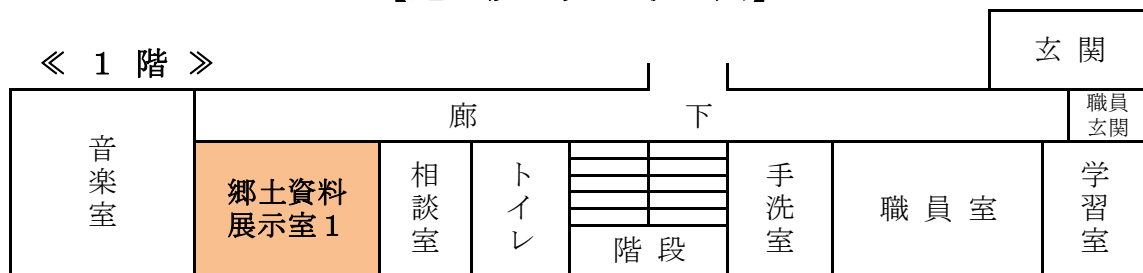 ≪ 1 階 ≫
玄 関
廊 下
職員
玄関
音楽室
郷土資料
展示室１
相談室
トイレ
階 段
手洗室
職 員 室
学習室